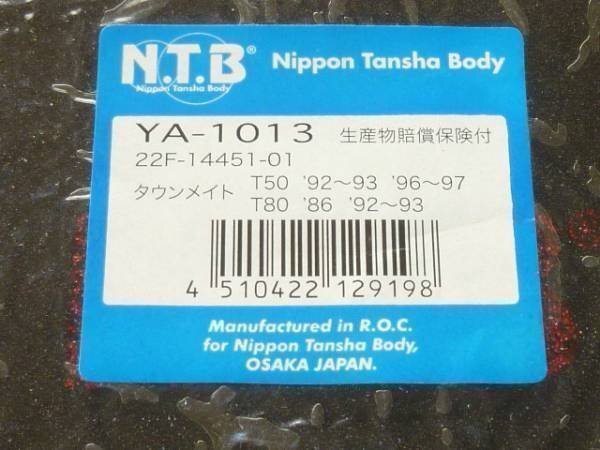 N.T.B® Nippon Tansha Body
Nippon Tansha Body
YA-1013 生産物賠償保険付
22F-14451-01
タウンメイト T50 '92～93 '96～97
T80 '86 '92～93
4 510422 129198
Manufactured in R.O.C.
for Nippon Tansha Body,
OSAKA JAPAN.